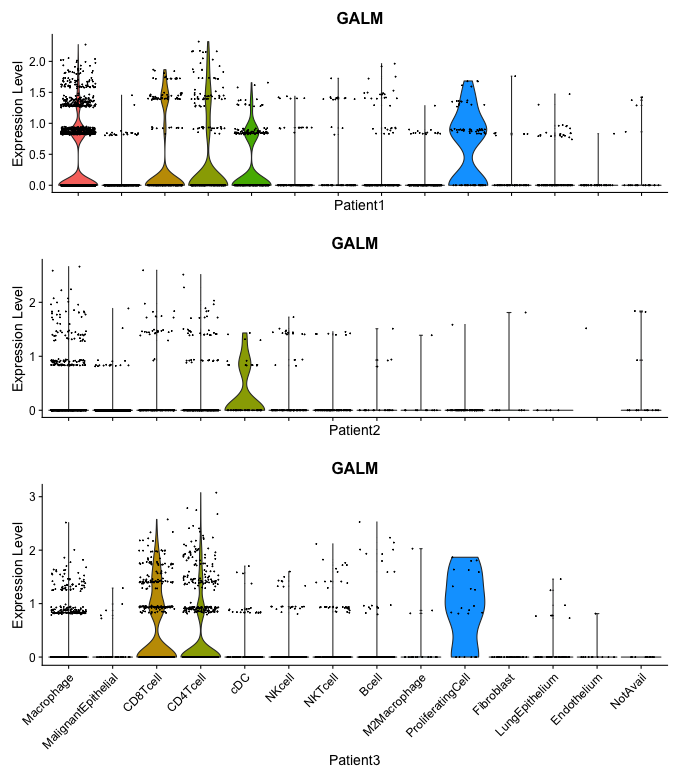 GALM
Expression Level
2.0
1.5
1.0
0.5
0.0
Patient1
GALM
Expression Level
2
1
0
Patient2
GALM
Expression Level
3
2
1
0
Macrophage
MalignantEpithelial
CD8Tcell
CD4Tcell
cDC
NKcell
NKTcell
Bcell
M2Macrophage
ProliferatingCell
Fibroblast
LungEpithelium
Endothelium
NotAvail
Patient3